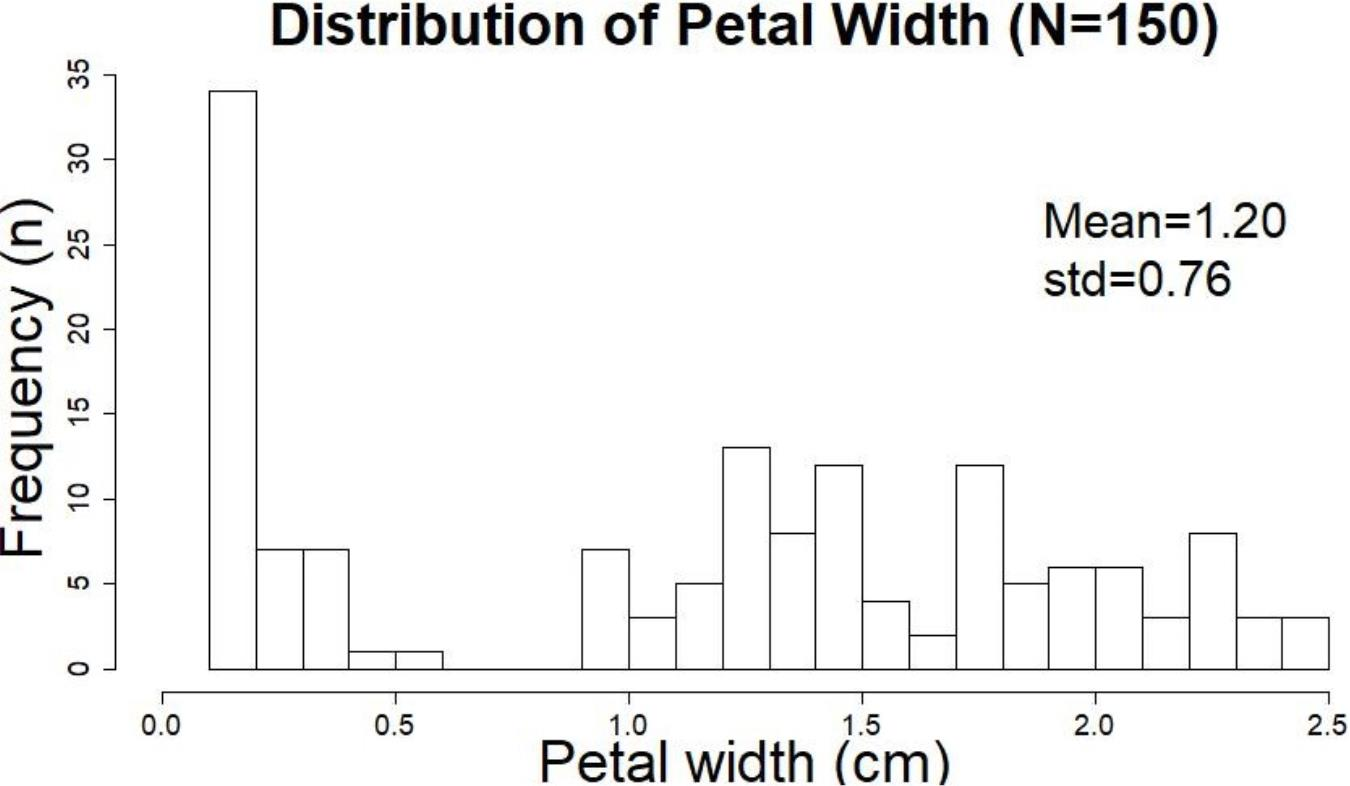 Distribution of Petal Width (N=150)
35
30
25
20
15
10
5
0
Frequency (n)
Mean=1.20
std=0.76
0.0 0.5 1.0 1.5 2.0 2.5
Petal width (cm)